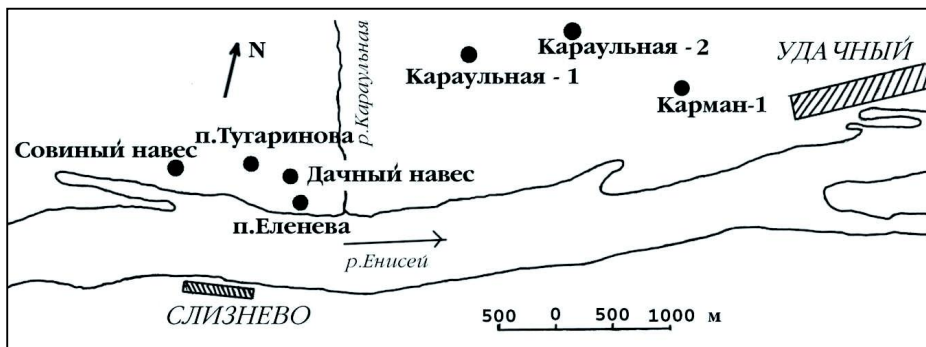 N
р.Караульная
Караульная - 2
Караульная - 1
УДАЧНЫЙ
Карман-1
п.Тугаринова
Совиный навес
Дачный навес
п.Еленева
р.Енисей
СЛИЗНЕВО
500 0 500 1000 м